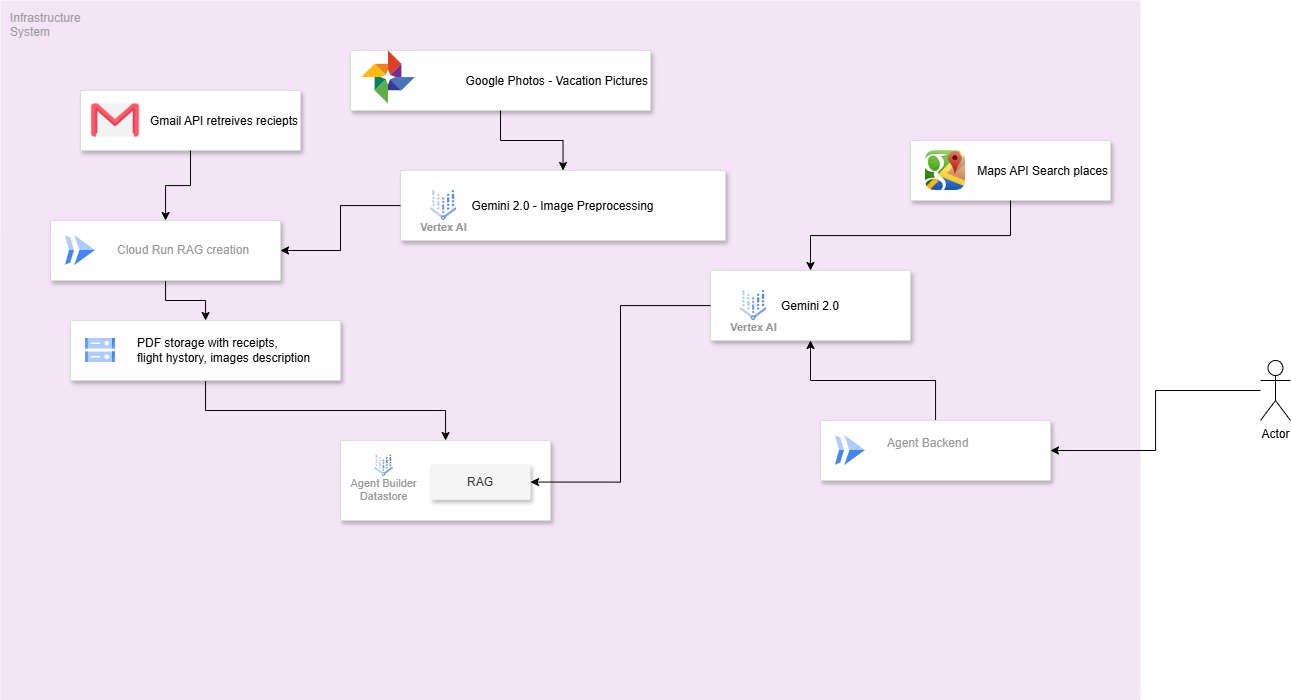 Infrastructure
System
Google Photos - Vacation Pictures
Gmail API retreives reciepts
Maps API Search places
Gemini 2.0 - Image Preprocessing
Vertex AI
Cloud Run RAG creation
Gemini 2.0
Vertex AI
PDF storage with receipts,
flight hystory, images description
Actor
Agent Backend
Agent Builder
Datastore
RAG